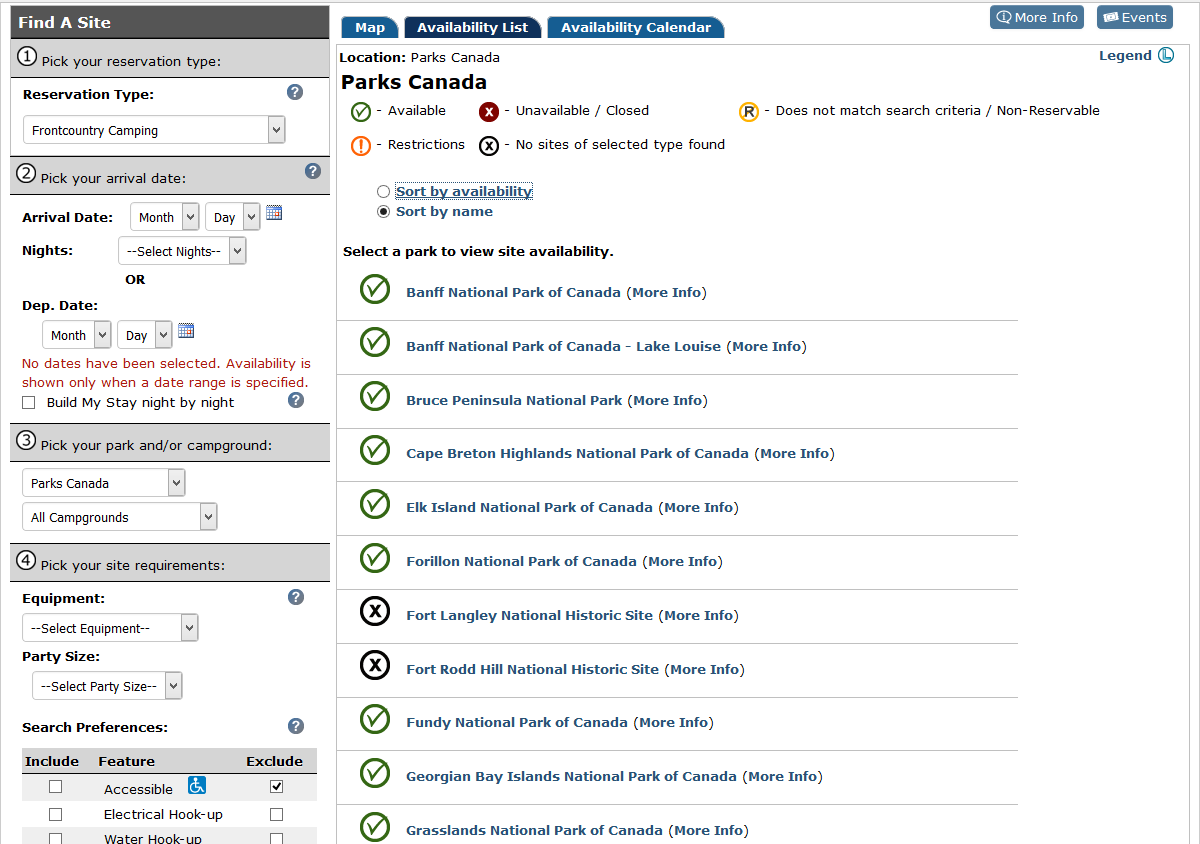 Find A Site
1 Pick your reservation type:
Reservation Type: ?
Frontcountry Camping
2 Pick your arrival date: ?
Arrival Date: Month Day
Nights: --Select Nights--
OR
Dep. Date:
Month Day
No dates have been selected. Availability is
shown only when a date range is specified.
Build My Stay night by night ?
3 Pick your park and/or campground:
Parks Canada
All Campgrounds
4 Pick your site requirements:
Equipment: ?
--Select Equipment--
Party Size:
--Select Party Size--
Search Preferences: ?
Include Feature Exclude
Accessible
Electrical Hook-up
Water Hook-up
Map Availability List Availability Calendar
More Info Events
Location: Parks Canada
Legend L
Parks Canada
- Available x - Unavailable / Closed R - Does not match search criteria / Non-Reservable
! - Restrictions x - No sites of selected type found
Sort by availability
Sort by name
Select a park to view site availability.
Banff National Park of Canada (More Info)
Banff National Park of Canada - Lake Louise (More Info)
Bruce Peninsula National Park (More Info)
Cape Breton Highlands National Park of Canada (More Info)
Elk Island National Park of Canada (More Info)
Forillon National Park of Canada (More Info)
x Fort Langley National Historic Site (More Info)
x Fort Rodd Hill National Historic Site (More Info)
Fundy National Park of Canada (More Info)
Georgian Bay Islands National Park of Canada (More Info)
Grasslands National Park of Canada (More Info)